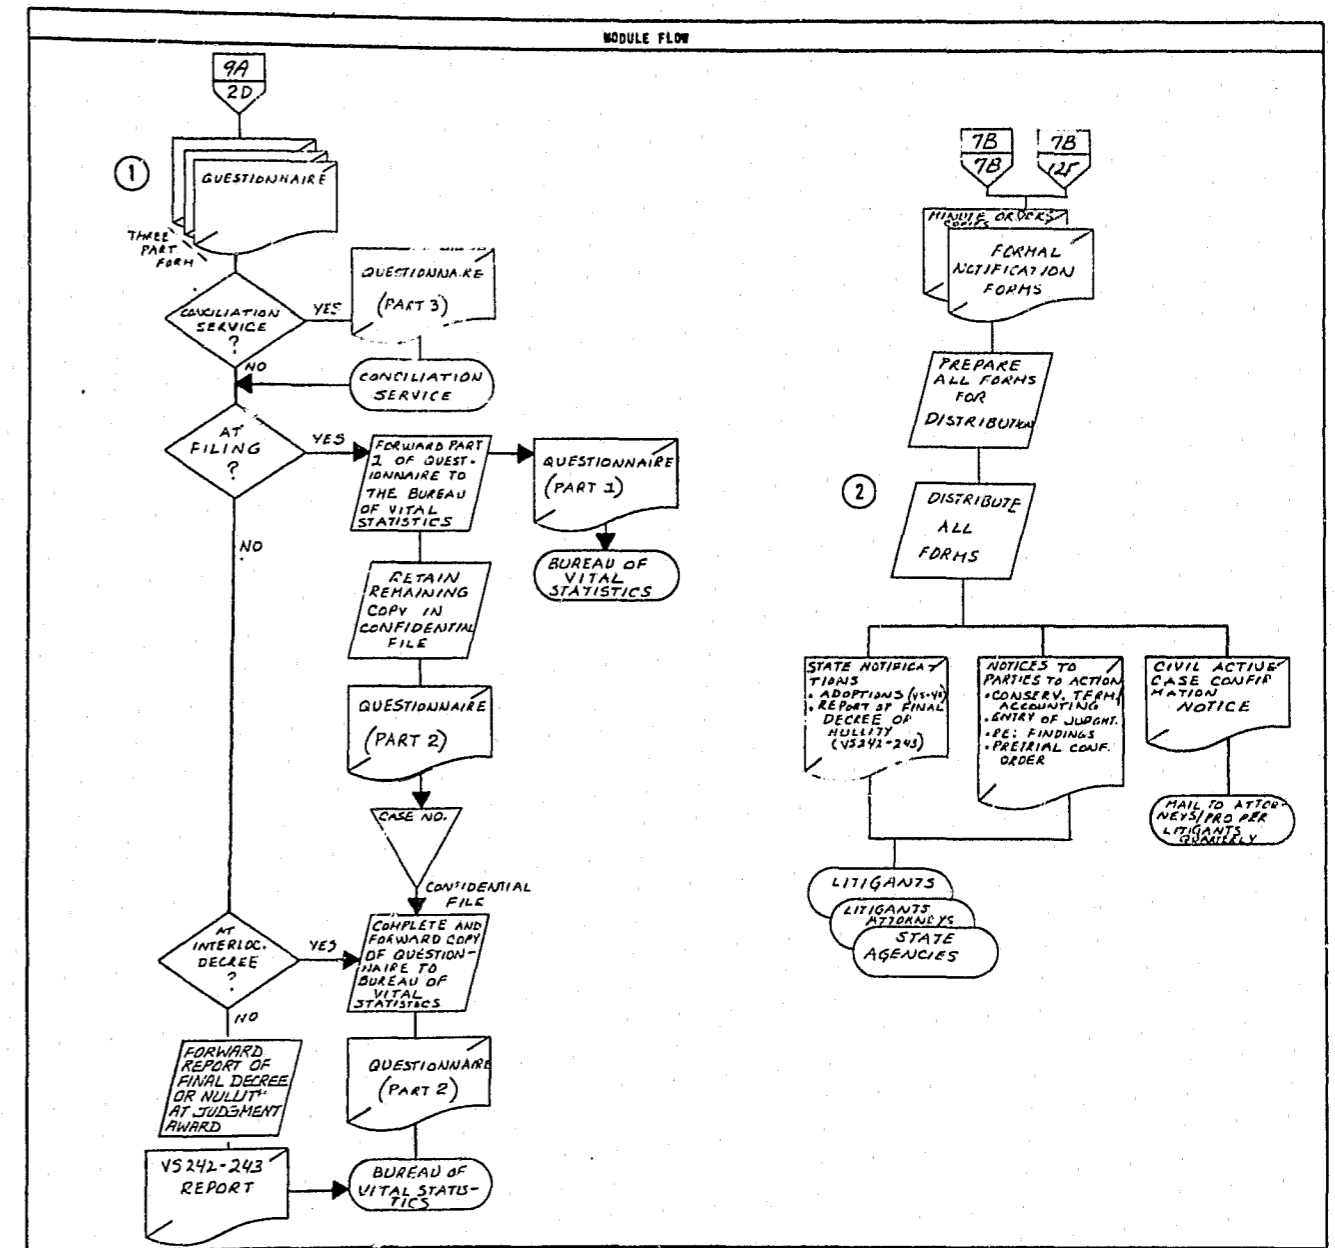 MODULE FLOW
9A
2D
1
QUESTIONNAIRE
THREE
PART
FORM
CONCILIATION
SERVICE
?
YES
QUESTIONNAIRE
(PART 3)
NO
CONCILIATION
SERVICE
AT
FILING
?
YES
FORWARD PART
1 OF QUEST-
IONNAIRE TO
THE BUREAU
OF VITAL
STATISTICS
QUESTIONNAIRE
(PART 1)
BUREAU OF
VITAL
STATISTICS
NO
RETAIN
REMAINING
COPY IN
CONFIDENTIAL
FILE
QUESTIONNAIRE
(PART 2)
CASE NO.
CONFIDENTIAL
FILE
AT
INTERLOC.
DECREE
?
YES
COMPLETE AND
FORWARD COPY
OF QUESTION-
NAIRE TO
BUREAU OF
VITAL
STATISTICS
NO
FORWARD
REPORT OF
FINAL DECREE
OR NULLITY
AT JUDGMENT
AWARD
QUESTIONNAIRE
(PART 2)
VS242-243
REPORT
BUREAU OF
VITAL STATIS-
TICS
7B
7B
7B
125
MINUTE ORDERS
COPIES
FORMAL
NOTIFICATION
FORMS
PREPARE
ALL FORMS
FOR
DISTRIBUTION
2
DISTRIBUTE
ALL
FORMS
STATE NOTIFICA-
TIONS
• ADOPTIONS
• REPORT OF FINAL
DECREE OF
NULLITY
(VS242-243)
NOTICES TO
PARTIES TO ACTION
• CONSERV. TERM/
ACCOUNTING
• ENTRY OF JUDGMT.
• RE: FINDINGS
• PRETRIAL CONF.
ORDER
CIVIL ACTIVE
CASE CONFIR
MATION
NOTICE
MAIL TO ATTOR-
NEYS/PRO PER
LITIGANTS
QUARTERLY
LITIGANTS
LITIGANTS
ATTORNEYS
STATE
AGENCIES